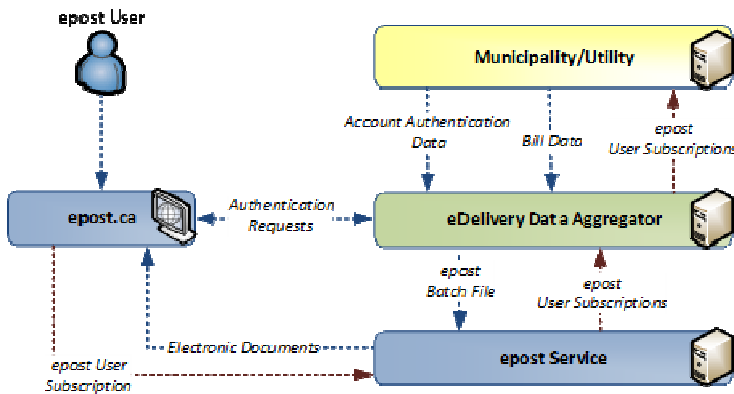 epost User
Municipality/Utility
Account Authentication
Data
Bill Data
epost
User Subscriptions
epost.ca
Authentication
Requests
eDelivery Data Aggregator
epost
Batch File
epost
User Subscriptions
Electronic Documents
epost Service
epost User
Subscription